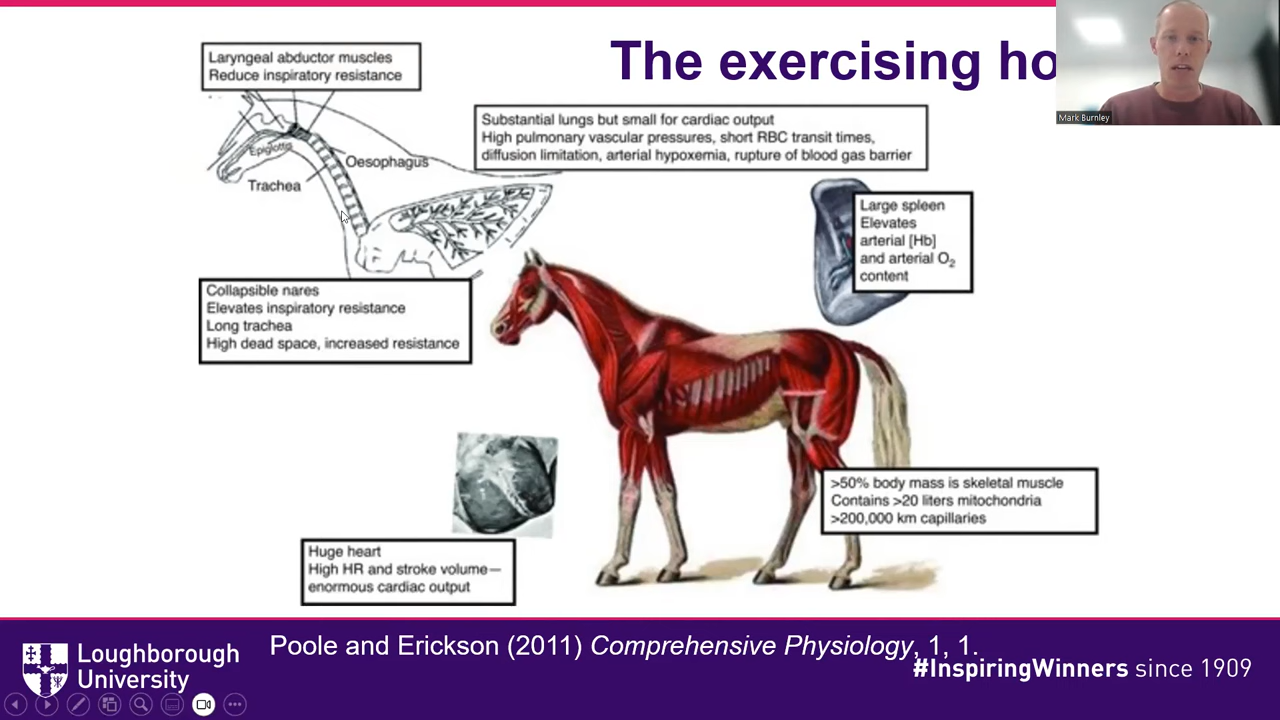 The exercising ho
Mark Burnley
Laryngeal abductor muscles
Reduce inspiratory resistance
Epiglottis
Oesophagus
Trachea
Substantial lungs but small for cardiac output
High pulmonary vascular pressures, short RBC transit times,
diffusion limitation, arterial hypoxemia, rupture of blood gas barrier
Large spleen
Elevates
arterial [Hb]
and arterial O₂
content
Collapsible nares
Elevates inspiratory resistance
Long trachea
High dead space, increased resistance
>50% body mass is skeletal muscle
Contains >20 liters mitochondria
>200,000 km capillaries
Huge heart
High HR and stroke volume—
enormous cardiac output
Poole and Erickson (2011) Comprehensive Physiology, 1, 1.
Loughborough
University
#InspiringWinners since 1909